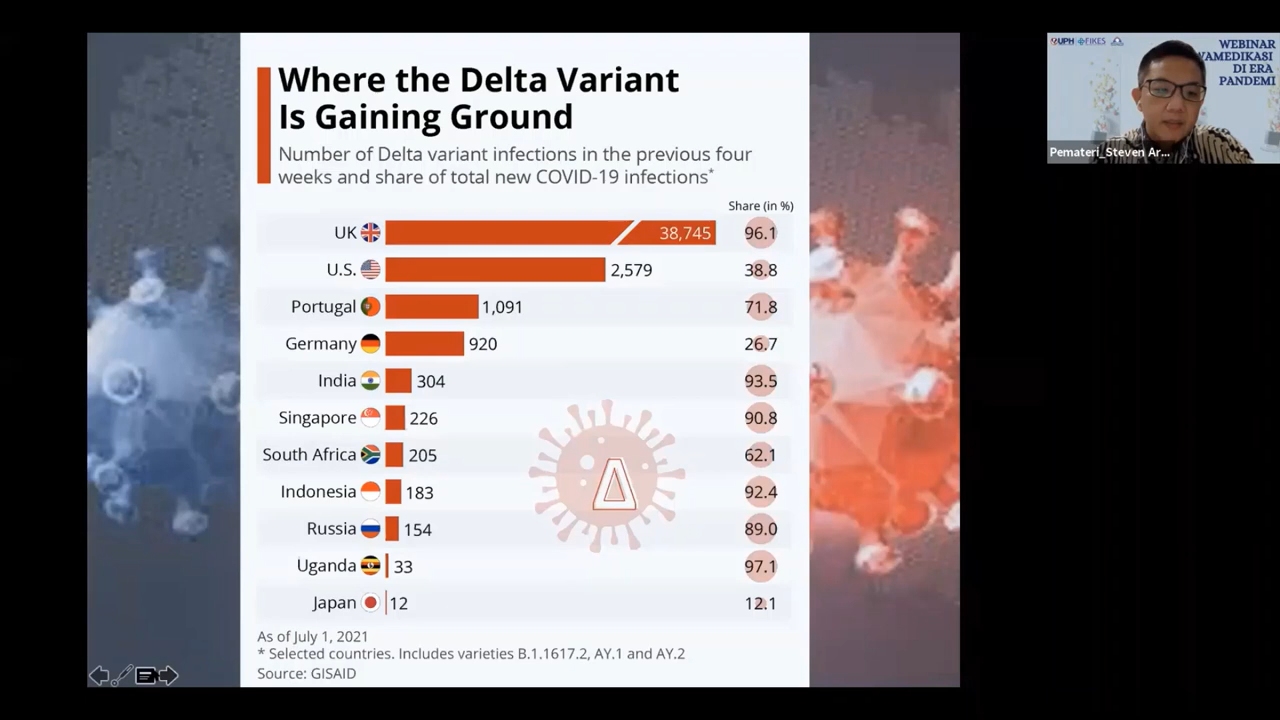 Where the Delta Variant
Is Gaining Ground
Number of Delta variant infections in the previous four
weeks and share of total new COVID-19 infections*
Share (in %)
UK 38,745 96.1
U.S. 2,579 38.8
Portugal 1,091 71.8
Germany 920 26.7
India 304 93.5
Singapore 226 90.8
South Africa 205 62.1
Indonesia 183 92.4
Russia 154 89.0
Uganda 33 97.1
Japan 12 12.1
Δ
As of July 1, 2021
* Selected countries. Includes varieties B.1.1617.2, AY.1 and AY.2
Source: GISAID
UPH FIKES
WEBINAR
WAMEDIKASI
DI ERA
PANDEMI
Pemateri_Steven Ar...